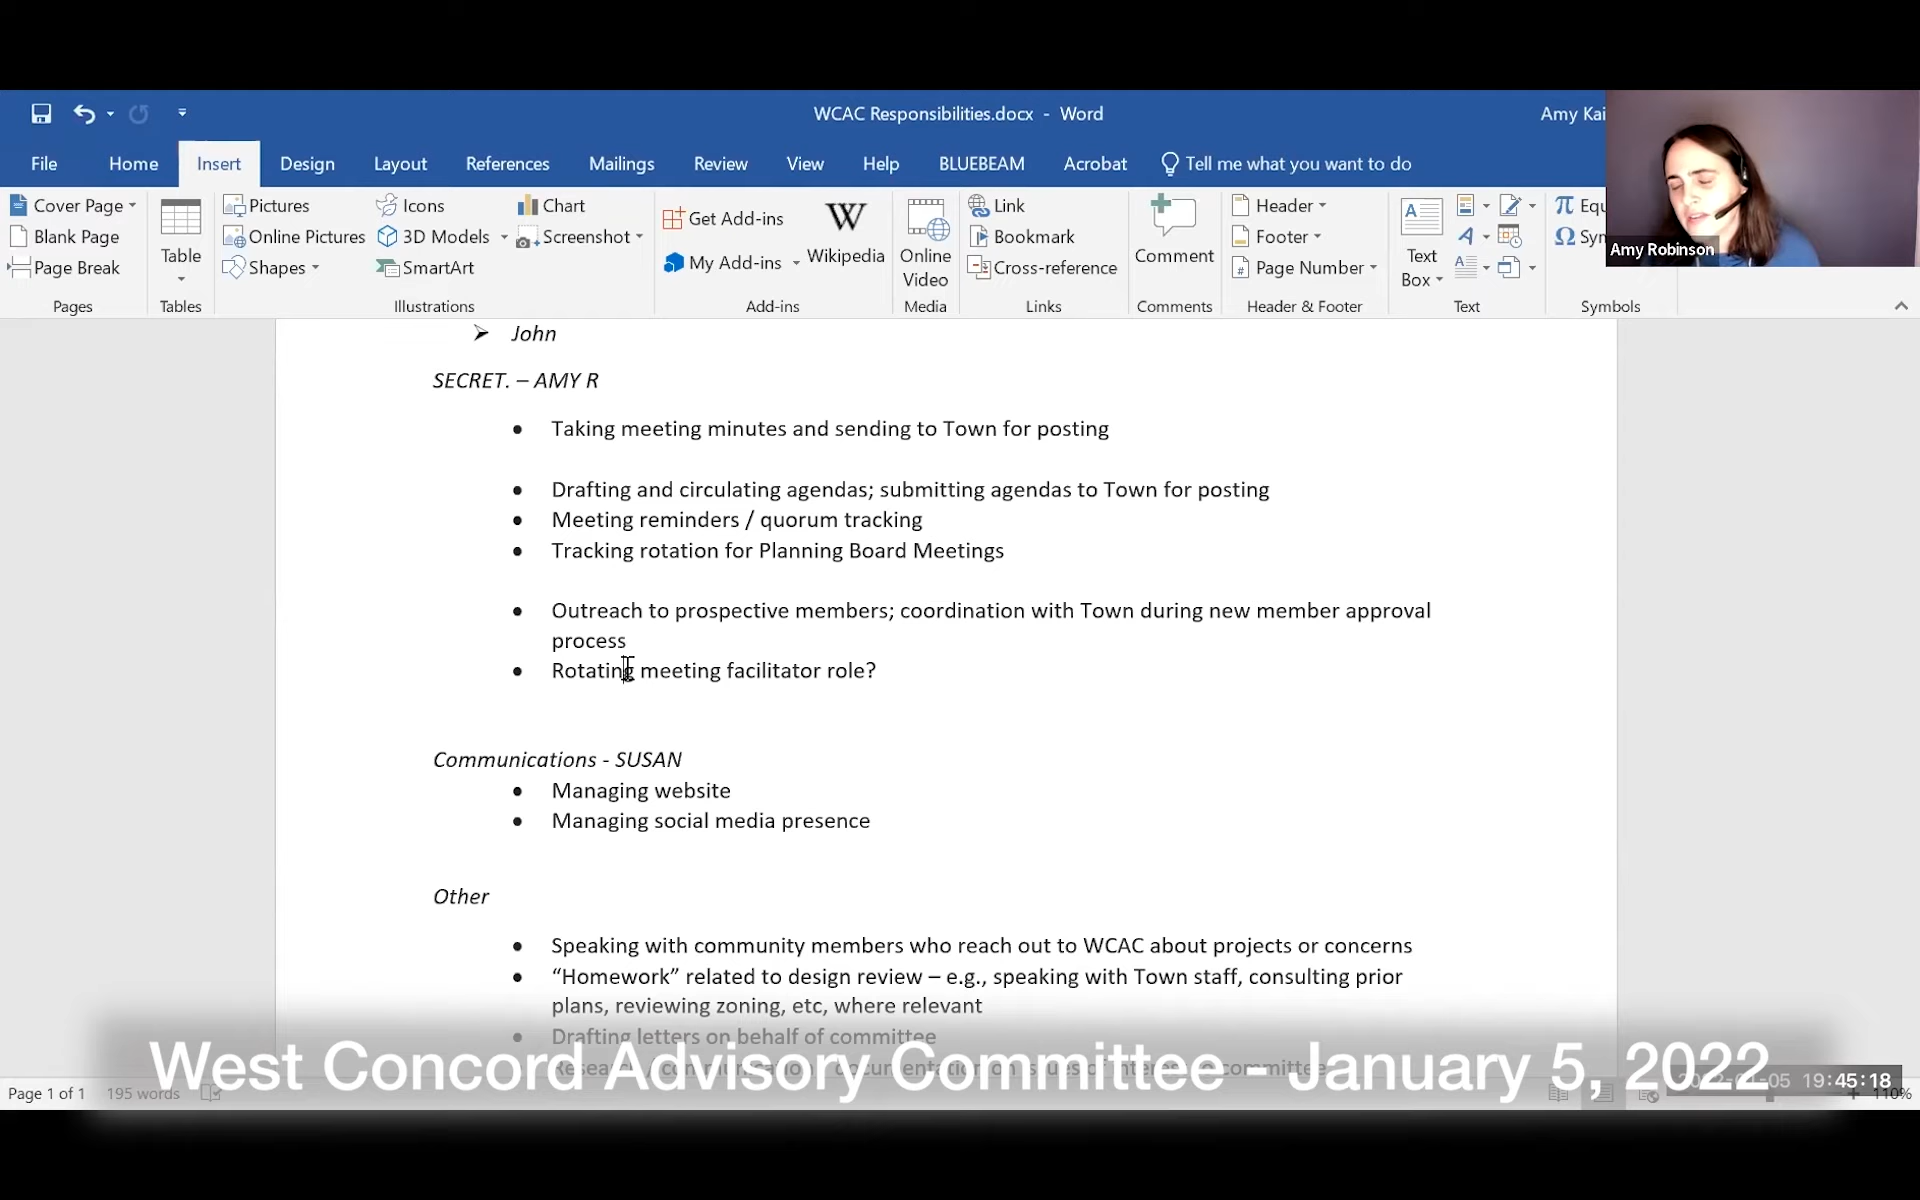 WCAC Responsibilities.docx - Word
Amy Kai
File Home Insert Design Layout References Mailings Review View Help BLUEBEAM Acrobat Tell me what you want to do
Cover Page
Blank Page
Page Break
Pages
Table
Tables
Pictures
Online Pictures
Shapes
Icons
3D Models
SmartArt
Chart
Screenshot
Illustrations
Get Add-ins
My Add-ins
W
Wikipedia
Add-ins
Online
Video
Media
Link
Bookmark
Cross-reference
Links
Comment
Comments
Header
Footer
Page Number
Header & Footer
Text
Box
Text
Equ
Sym
Symbols
Amy Robinson
➢ John
SECRET. – AMY R
• Taking meeting minutes and sending to Town for posting
• Drafting and circulating agendas; submitting agendas to Town for posting
• Meeting reminders / quorum tracking
• Tracking rotation for Planning Board Meetings
• Outreach to prospective members; coordination with Town during new member approval
process
• Rotating meeting facilitator role?
Communications - SUSAN
• Managing website
• Managing social media presence
Other
• Speaking with community members who reach out to WCAC about projects or concerns
• “Homework” related to design review – e.g., speaking with Town staff, consulting prior
plans, reviewing zoning, etc, where relevant
• Drafting letters on behalf of committee
West Concord Advisory Committee - January 5, 2022
Page 1 of 1 195 words
19:45:18
110%